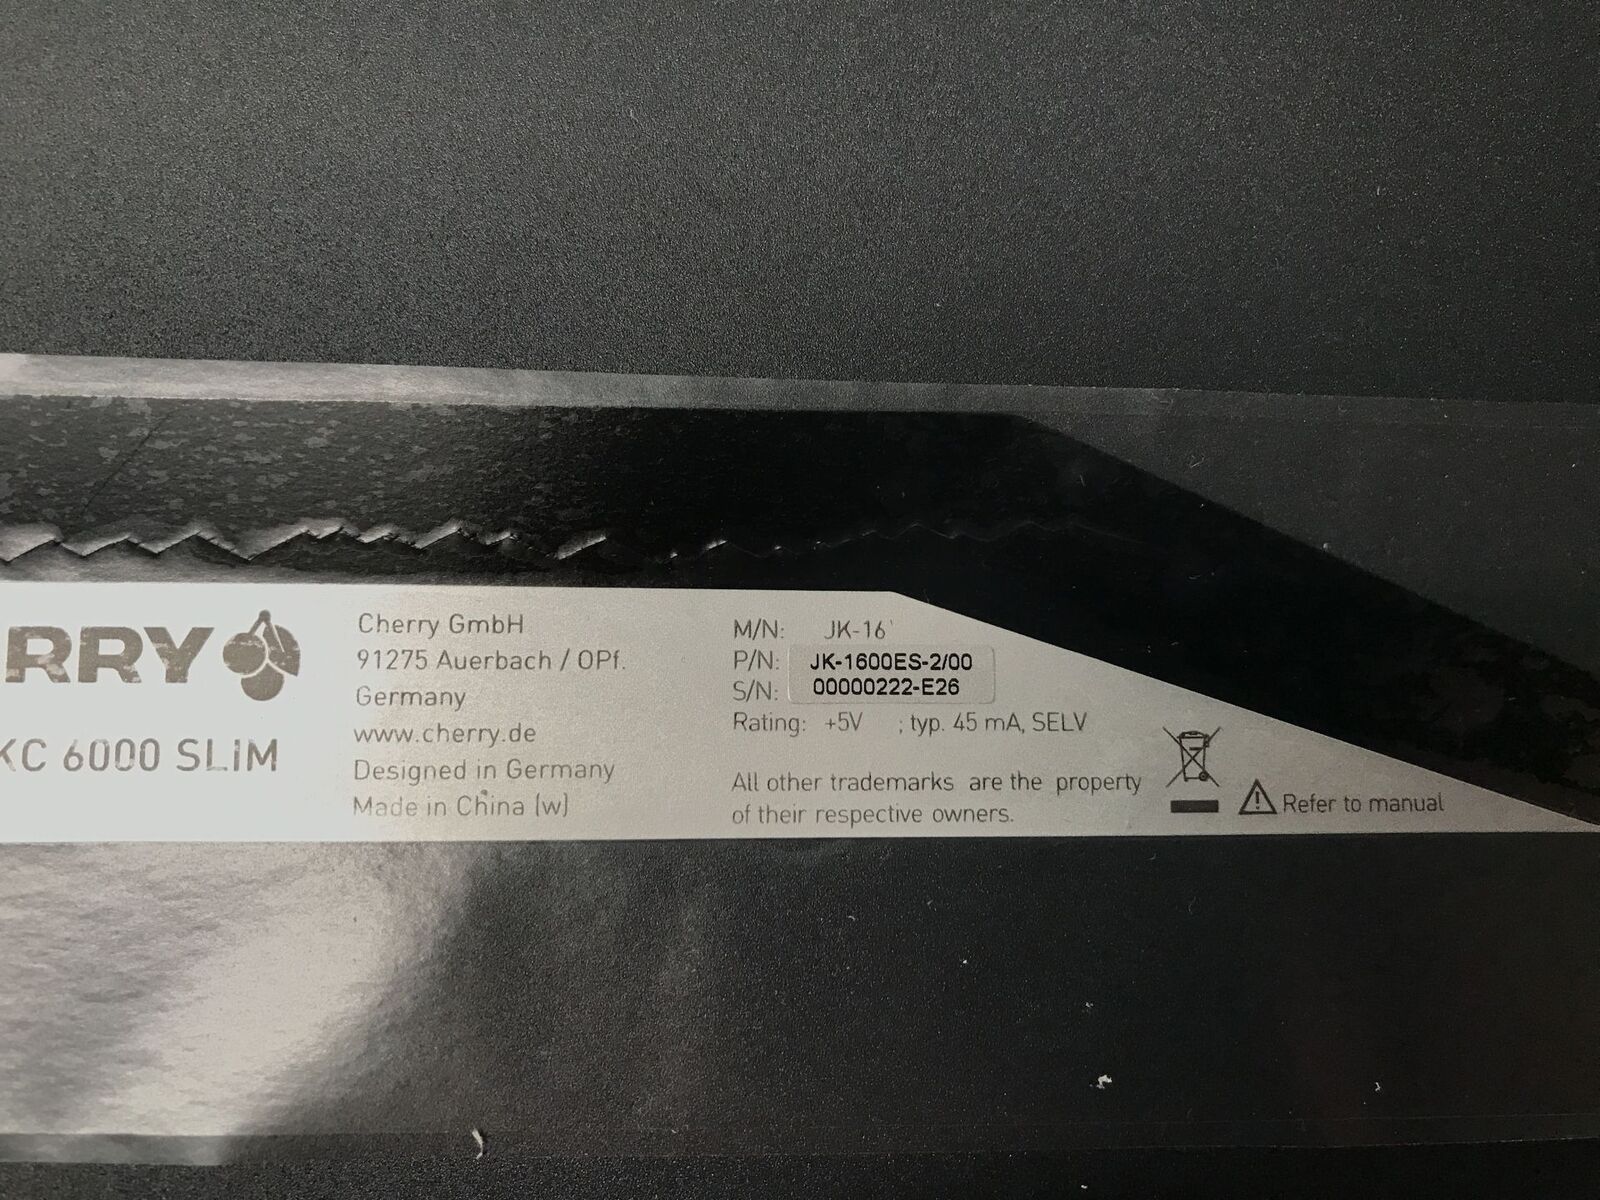 RRY
KC 6000 SLIM
Cherry GmbH
91275 Auerbach / OPf.
Germany
www.cherry.de
Designed in Germany
Made in China (w)
M/N: JK-16
P/N: JK-1600ES-2/00
S/N: 00000222-E26
Rating: +5V ; typ. 45 mA, SELV
All other trademarks are the property
of their respective owners.
Refer to manual